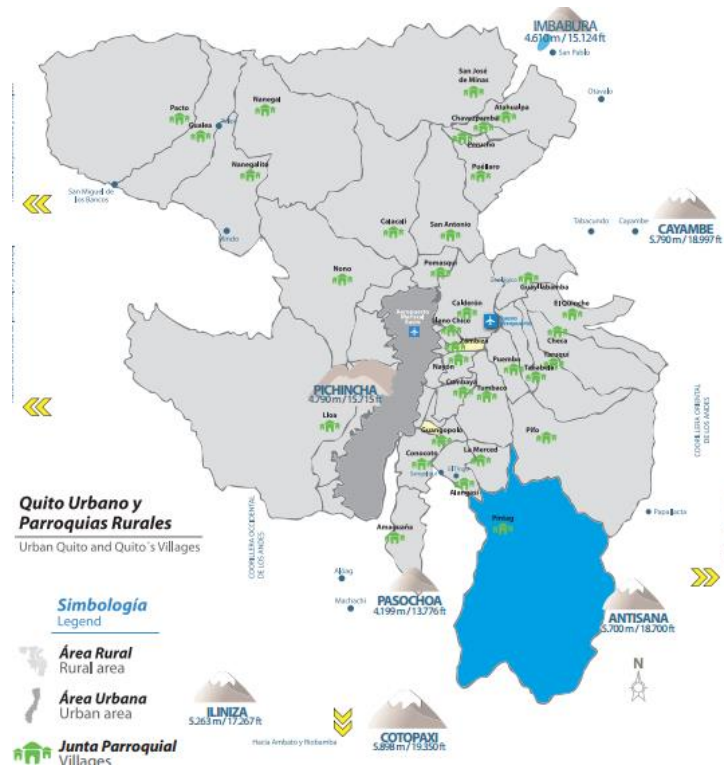 IMBABURA
4.610 m / 15.124 ft
San Pablo
Otavalo
San José
de Minas
Atahualpa
Chavezpamba
Perucho
Puéllaro
Pacto
Gualea
Nanegal
Nanegalito
San Miguel de
los Bancos
Mindo
Calacalí
San Antonio
Tabacundo
Cayambe
CAYAMBE
5.790 m / 18.997 ft
Nono
Pomasqui
Guayllabamba
El Quinche
Calderón
Llano Chico
Zámbiza
Checa
Yaruquí
Nayón
Puembo
Tababela
Cumbayá
Tumbaco
PICHINCHA
4.790 m / 15.715 ft
Lloa
Guangopolo
Pifo
Conocoto
La Merced
El Tingo
Alangasí
CORRILLERA ORIENTAL
DE LOS ANDES
Quito Urbano y
Parroquias Rurales
Urban Quito and Quito´s Villages
CORRILLERA OCCIDENTAL
DE LOS ANDES
Amaguaña
Pintag
Papallacta
Alóag
Machachi
PASOCHOA
4.199 m / 13.776 ft
ANTISANA
5.700 m / 18.700 ft
N
Simbología
Legend
Área Rural
Rural area
Área Urbana
Urban area
Junta Parroquial
Villages
ILINIZA
5.263 m / 17.267 ft
Hacia Ambato y Riobamba
COTOPAXI
5.898 m / 19.350 ft